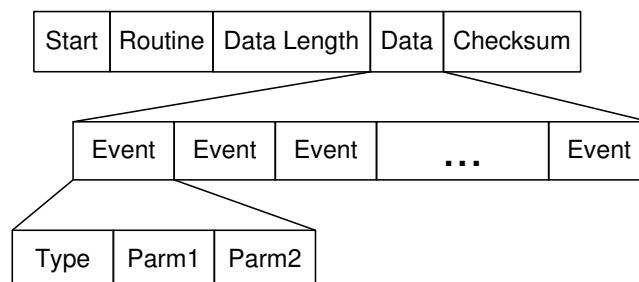 Start Routine Data Length Data Checksum
Event Event Event ... Event
Type Parm1 Parm2